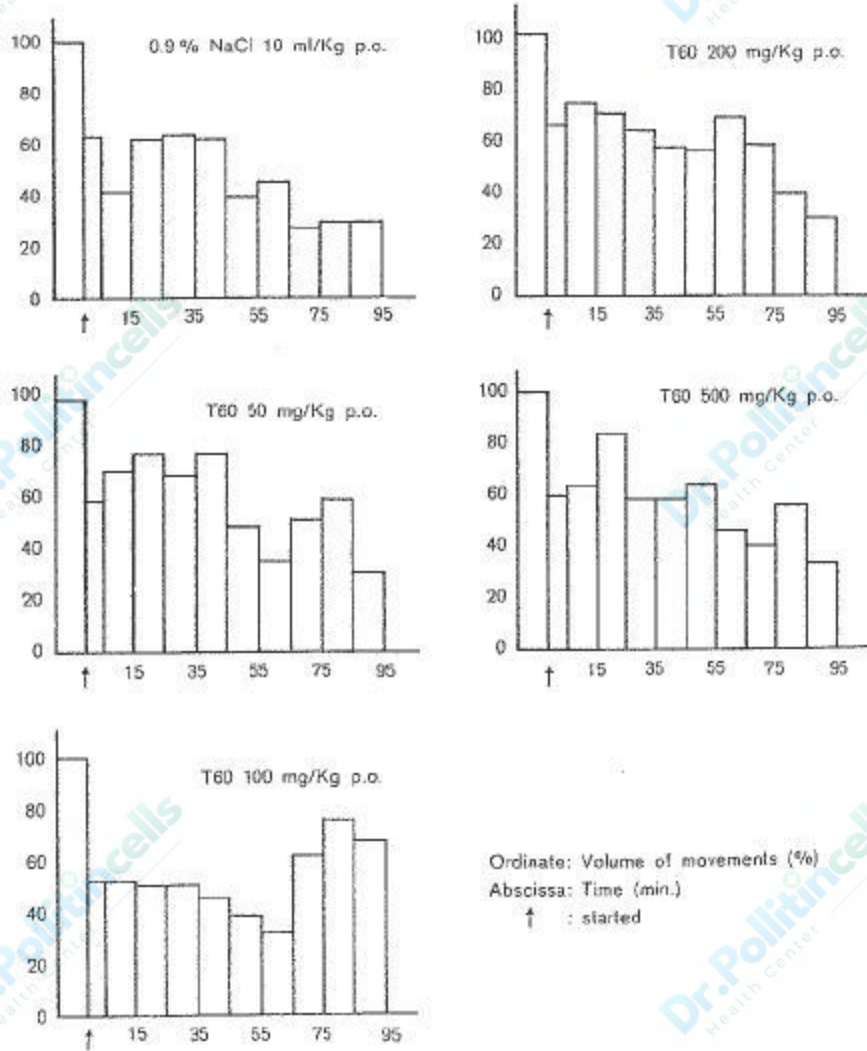 0.9% NaCl 10 ml/Kg p.o.
100
80
60
40
20
0
↑ 15 35 55 75 95
T60 200 mg/Kg p.o.
100
80
60
40
20
0
↑ 15 35 55 75 95
T60 50 mg/Kg p.o.
100
80
60
40
20
0
↑ 15 35 55 75 95
T60 500 mg/Kg p.o.
100
80
60
40
20
0
↑ 15 35 55 75 95
T60 100 mg/Kg p.o.
100
80
60
40
20
0
↑ 15 35 55 75 95
Ordinate: Volume of movements (%)
Abscissa: Time (min.)
↑ : started
Dr.Pollitincells
Health Center